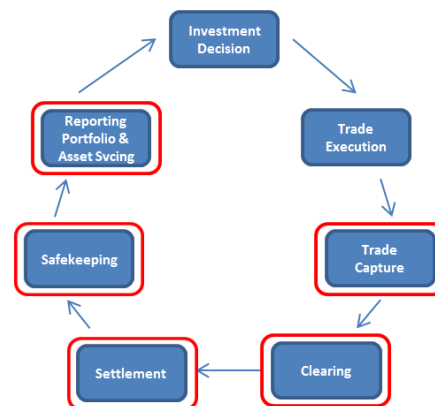 Investment
Decision
Trade
Execution
Trade
Capture
Clearing
Settlement
Safekeeping
Reporting
Portfolio &
Asset Svcing